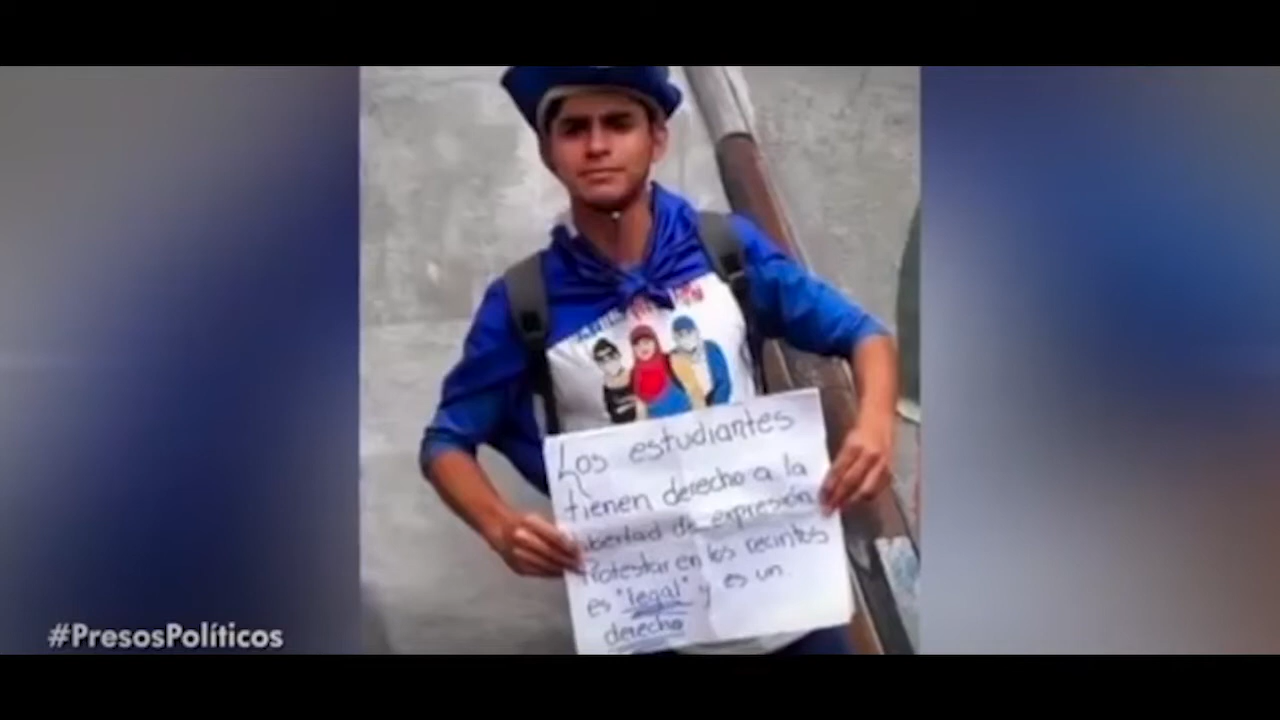 Los estudiantes
tienen derecho a la
libertad de expresión
Protestar en los recintos
es "legal" y es un
derecho
#PresosPolíticos